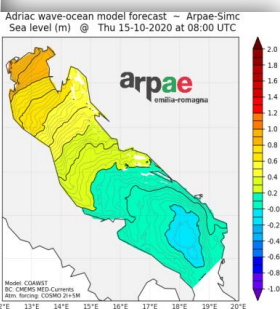 Adriac wave-ocean model forecast ~ Arpae-Simc
Sea level (m) @ Thu 15-10-2020 at 08:00 UTC
arpae
emilia-romagna
2.0
1.8
1.6
1.4
1.2
1.0
0.8
0.6
0.4
0.2
-0.2
-0.4
-0.6
-0.8
-1.0
Model: COAWST
BC: CMEMS MED-Currents
Atm. forcing: COSMO 2I+5M
2°E 13°E 14°E 15°E 16°E 17°E 18°E 19°E 20°E